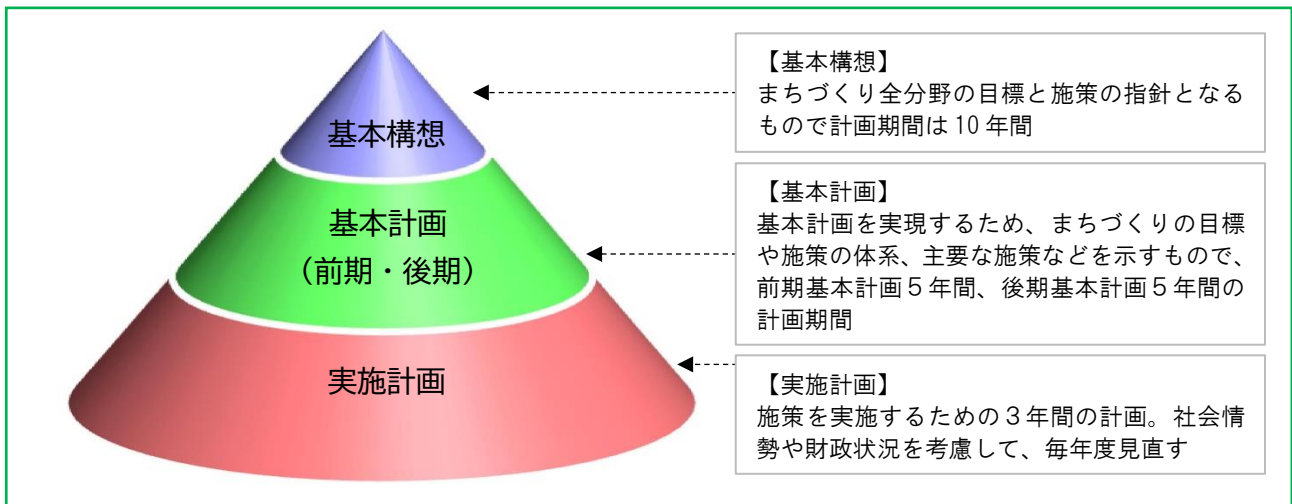 基本構想
基本計画
（前期・後期）
実施計画
【基本構想】
まちづくり全分野の目標と施策の指針となる
もので計画期間は10年間
【基本計画】
基本計画を実現するため、まちづくりの目標
や施策の体系、主要な施策などを示すもので、
前期基本計画５年間、後期基本計画５年間の
計画期間
【実施計画】
施策を実施するための３年間の計画。社会情
勢や財政状況を考慮して、毎年度見直す